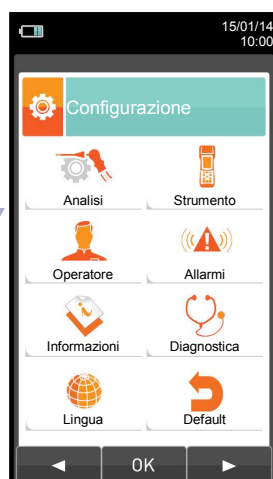 15/01/14
10:00
Configurazione
Analisi
Strumento
Operatore
Allarmi
Informazioni
Diagnostica
Lingua
Default
OK